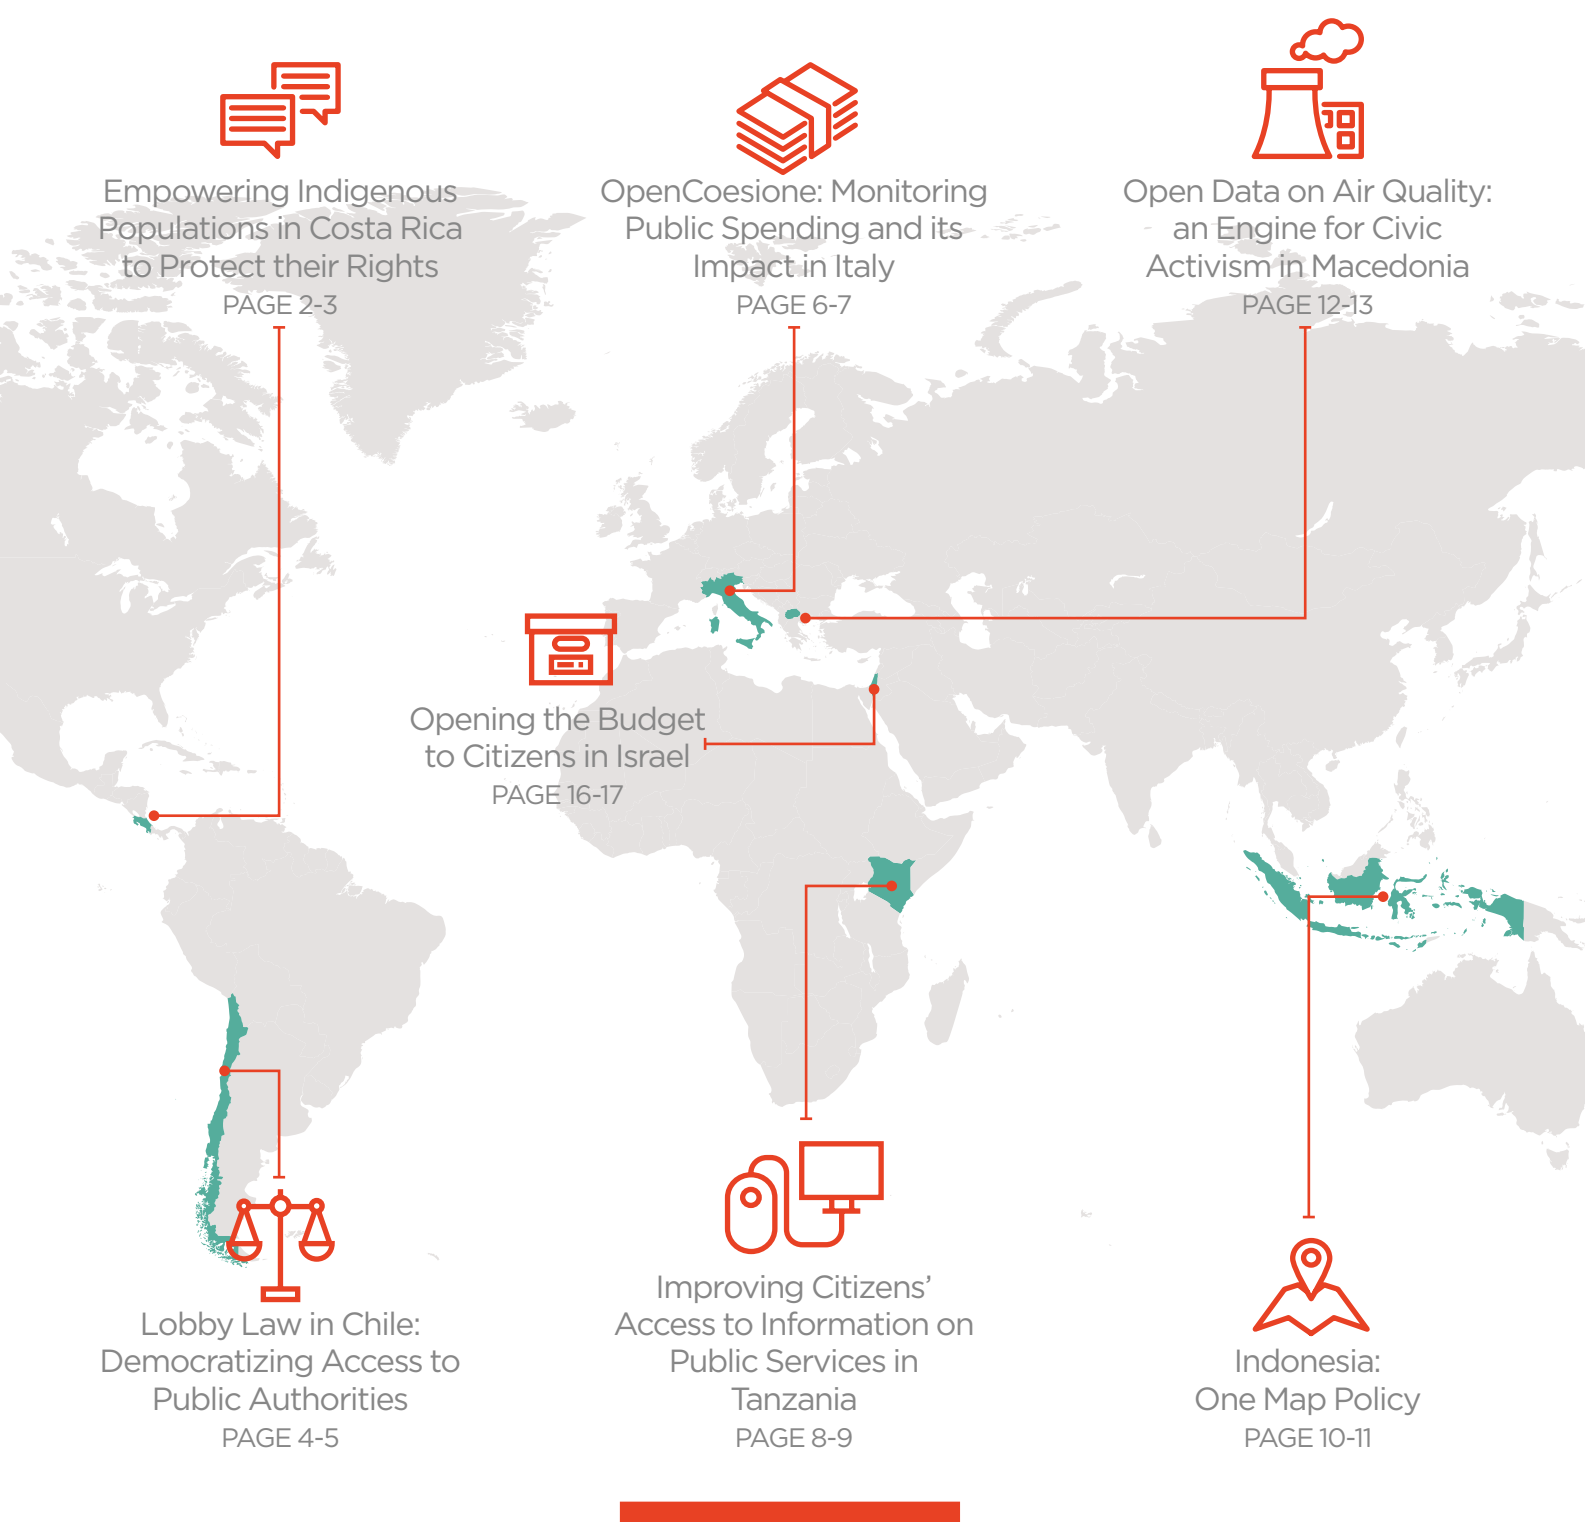 Empowering Indigenous
Populations in Costa Rica
to Protect their Rights
PAGE 2-3
OpenCoesione: Monitoring
Public Spending and its
Impact in Italy
PAGE 6-7
Open Data on Air Quality:
an Engine for Civic
Activism in Macedonia
PAGE 12-13
Opening the Budget
to Citizens in Israel
PAGE 16-17
Lobby Law in Chile:
Democratizing Access to
Public Authorities
PAGE 4-5
Improving Citizens’
Access to Information on
Public Services in
Tanzania
PAGE 8-9
Indonesia:
One Map Policy
PAGE 10-11